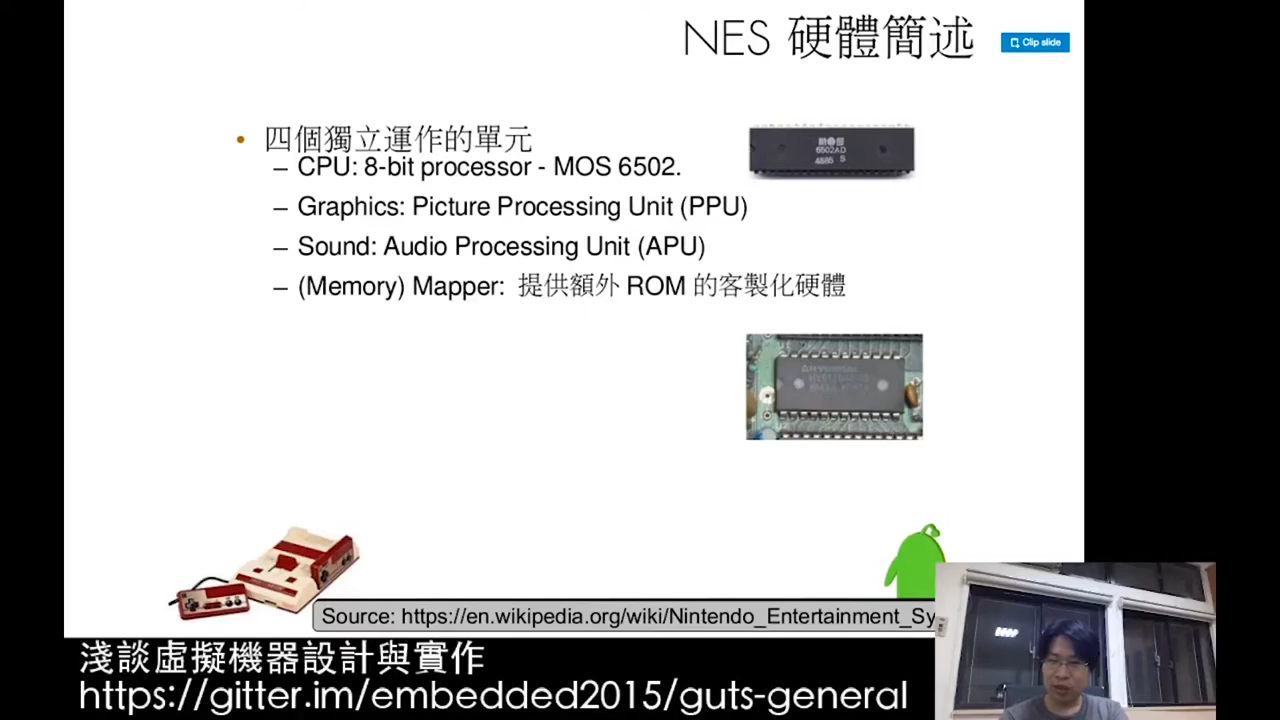 NES 硬體簡述
Clip slide
• 四個獨立運作的單元
– CPU: 8-bit processor - MOS 6502.
– Graphics: Picture Processing Unit (PPU)
– Sound: Audio Processing Unit (APU)
– (Memory) Mapper: 提供額外 ROM 的客製化硬體
MOS
6502AD
4885 S
HYUNDAI
Source: https://en.wikipedia.org/wiki/Nintendo_Entertainment_Sy
淺談虛擬機器設計與實作
https://gitter.im/embedded2015/guts-general